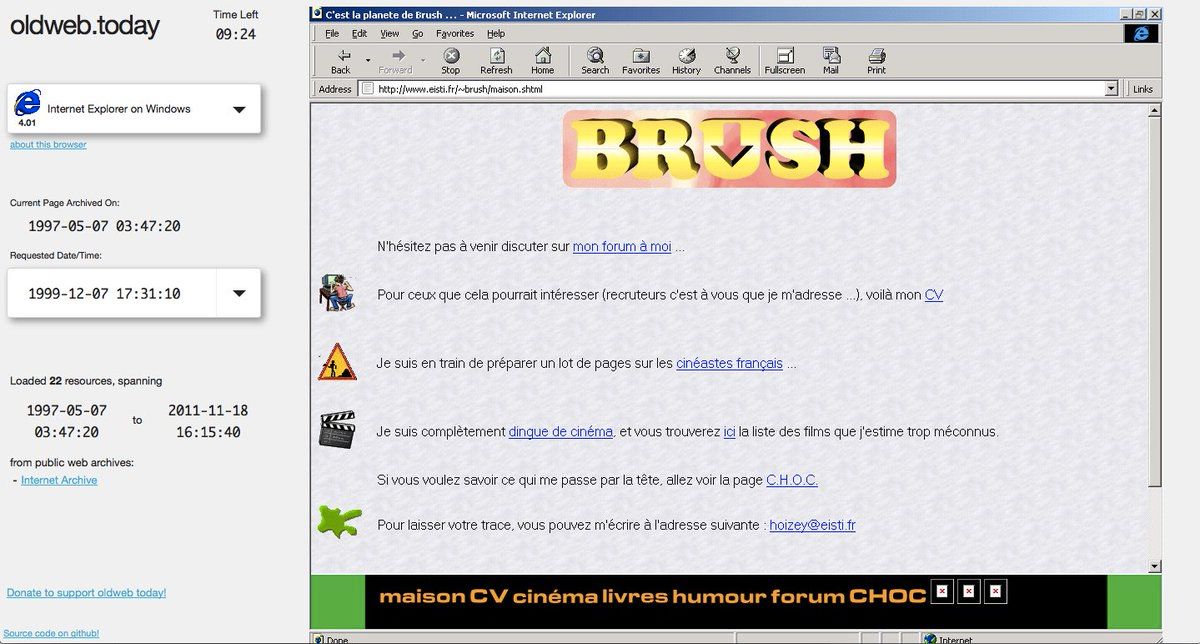 oldweb.today
Time Left
09:24
Internet Explorer on Windows
4.01
about this browser
Current Page Archived On:
1997-05-07 03:47:20
Requested Date/Time:
1999-12-07 17:31:10
Loaded 22 resources, spanning
1997-05-07 03:47:20 to 2011-11-18 16:15:40
from public web archives:
- Internet Archive
Donate to support oldweb today!
Source code on github!
C'est la planete de Brush ... - Microsoft Internet Explorer
File Edit View Go Favorites Help
Back Forward Stop Refresh Home Search Favorites History Channels Fullscreen Mail Print
Address http://www.eisti.fr/~brush/maison.shtml Links
BRUSH
N'hésitez pas à venir discuter sur mon forum à moi ...
Pour ceux que cela pourrait intéresser (recruteurs c'est à vous que je m'adresse ...), voilà mon CV
Je suis en train de préparer un lot de pages sur les cinéastes français ...
Je suis complètement dingue de cinéma, et vous trouverez ici la liste des films que j'estime trop méconnus.
Si vous voulez savoir ce qui me passe par la tête, allez voir la page C.H.O.C.
Pour laisser votre trace, vous pouvez m'écrire à l'adresse suivante : hoizey@eisti.fr
maison CV cinéma livres humour forum CHOC
Done Internet